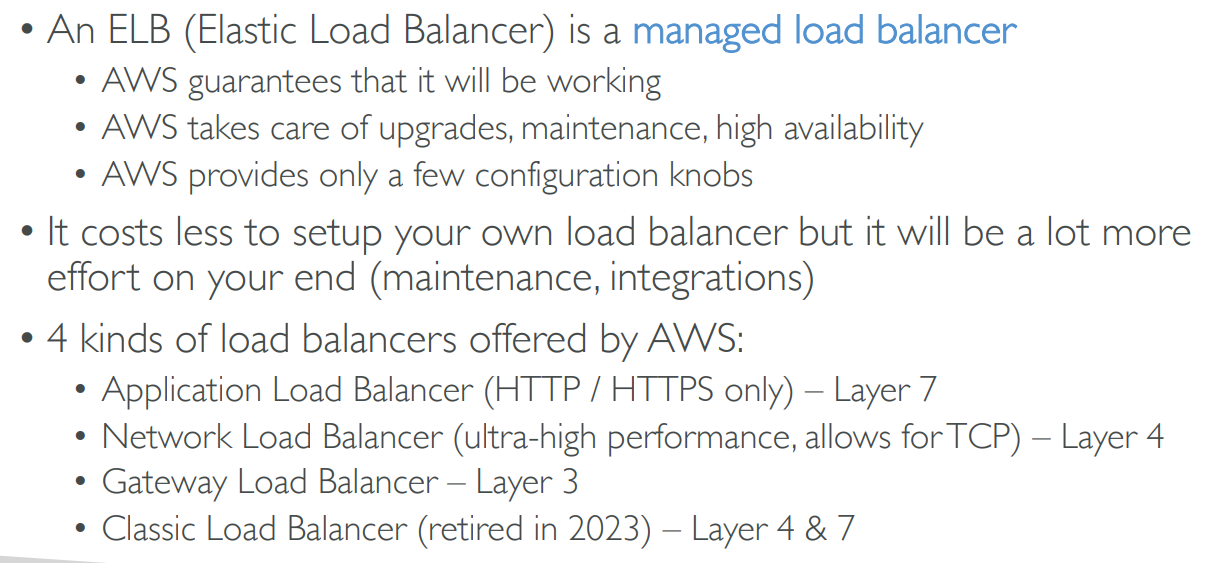 • An ELB (Elastic Load Balancer) is a managed load balancer
• AWS guarantees that it will be working
• AWS takes care of upgrades, maintenance, high availability
• AWS provides only a few configuration knobs
• It costs less to setup your own load balancer but it will be a lot more
effort on your end (maintenance, integrations)
• 4 kinds of load balancers offered by AWS:
• Application Load Balancer (HTTP / HTTPS only) – Layer 7
• Network Load Balancer (ultra-high performance, allows for TCP) – Layer 4
• Gateway Load Balancer – Layer 3
• Classic Load Balancer (retired in 2023) – Layer 4 & 7